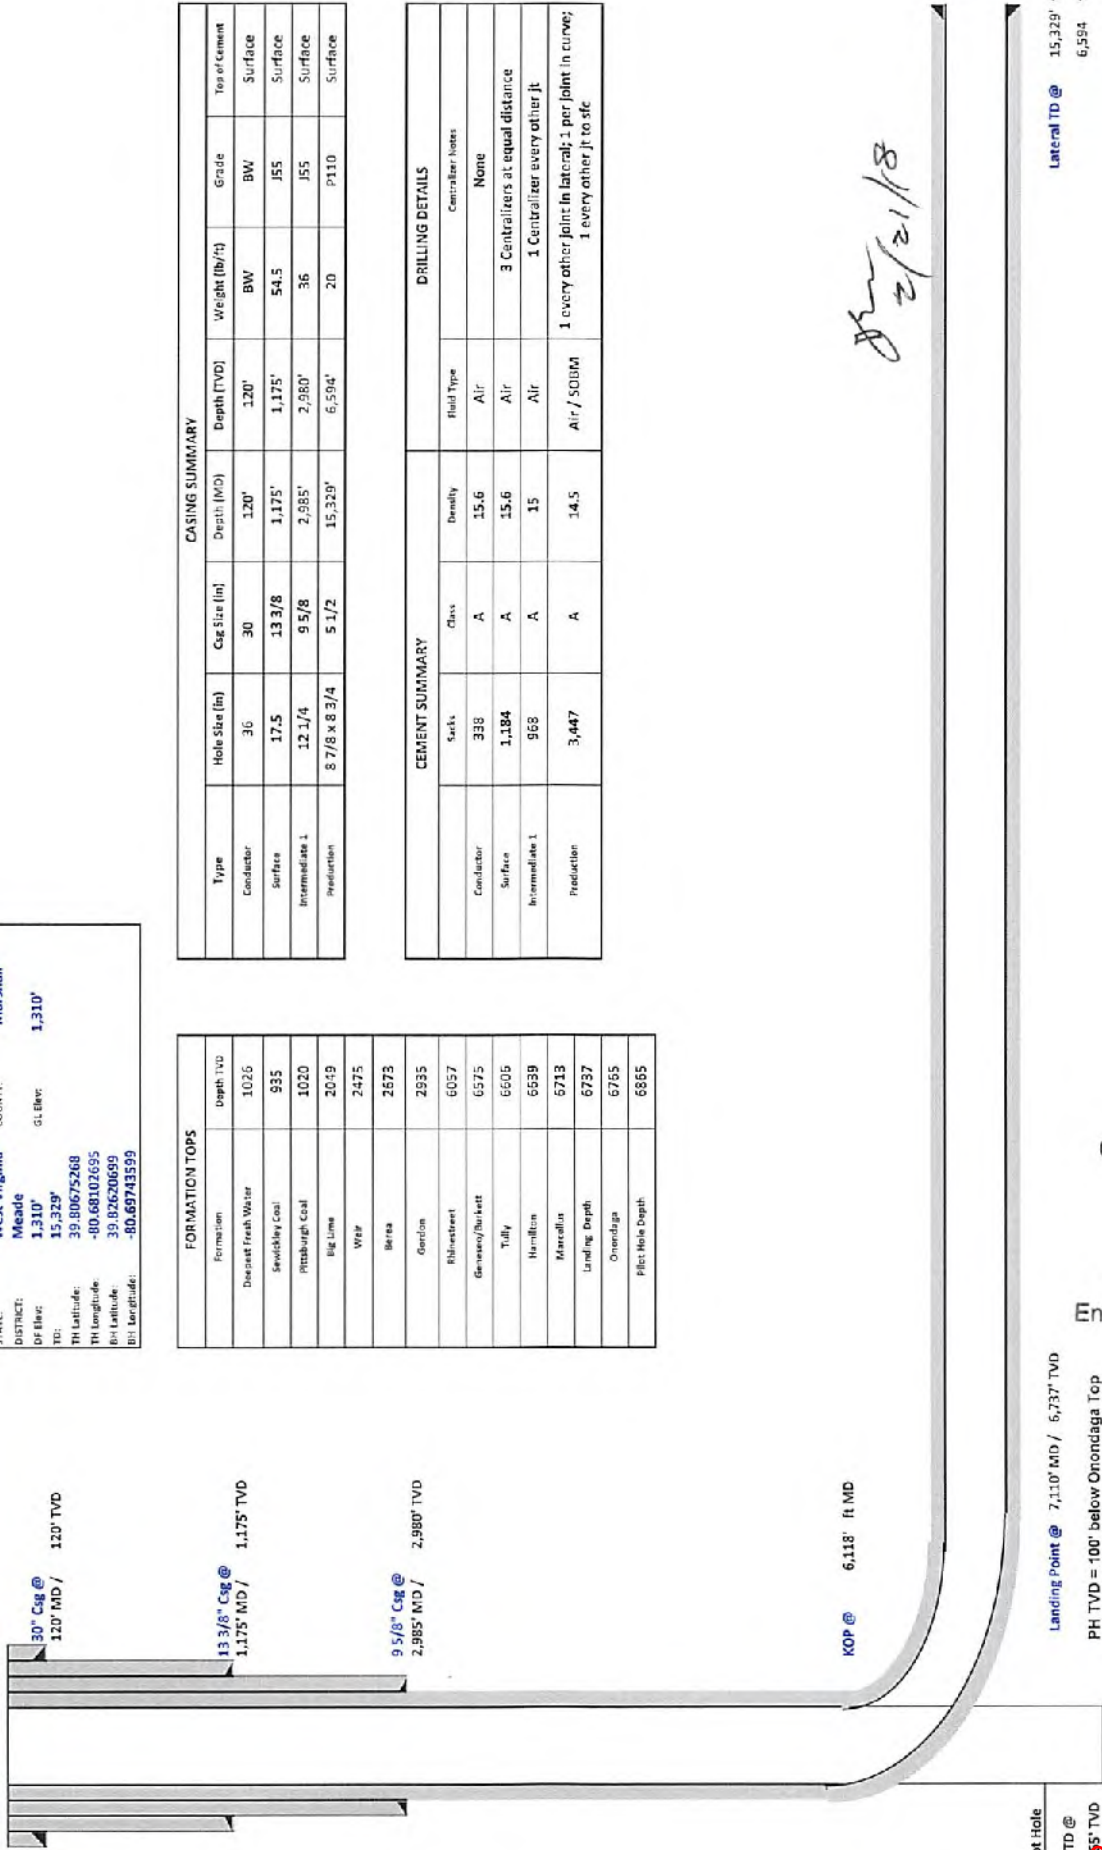 DISTRICT: Meade
DF Elev: 1,310' GL Elev: 1,310'
TD: 15,329'
TH Latitude: 39.80675268
TH Longitude: -80.68102695
BH Latitude: 39.82620699
BH Longitude: -80.69743599
30" Csg @
120' MD / 120' TVD
13 3/8" Csg @
1,175' MD / 1,175' TVD
9 5/8" Csg @
2,985' MD / 2,980' TVD
KOP @ 6,118' ft MD
FORMATION TOPS
Formation Depth TVD
Deepest Fresh Water 1026
Sewickley Coal 935
Pittsburgh Coal 1020
Big Lime 2049
Weir 2475
Berea 2673
Gordon 2935
Rhinestreet 6057
Geneseo/Burkett 6575
Tully 6606
Hamilton 6639
Marcellus 6713
Landing Depth 6737
Onondaga 6765
Pilot Hole Depth 6865
CASING SUMMARY
Type Hole Size (in) Csg Size (in) Depth (MD) Depth (TVD) Weight (lb/ft) Grade Top of Cement
Conductor 36 30 120' 120' BW BW Surface
Surface 17.5 13 3/8 1,175' 1,175' 54.5 J55 Surface
Intermediate 1 12 1/4 9 5/8 2,985' 2,980' 36 J55 Surface
Production 8 7/8 x 8 3/4 5 1/2 15,329' 6,594' 20 P110 Surface
CEMENT SUMMARY DRILLING DETAILS
Sacks Class Density Fluid Type Centralizer Notes
Conductor 338 A 15.6 Air None
Surface 1,184 A 15.6 Air 3 Centralizers at equal distance
Intermediate 1 968 A 15 Air 1 Centralizer every other jt
Production 3,447 A 14.5 Air / SOBM 1 every other joint in lateral; 1 per joint in curve;
1 every other jt to sfc
2/21/18
Landing Point @ 7,110' MD / 6,737' TVD
PH TVD = 100' below Onondaga Top
Lateral TD @ 15,329'
6,594
t Hole
TD @
55' TVD
En